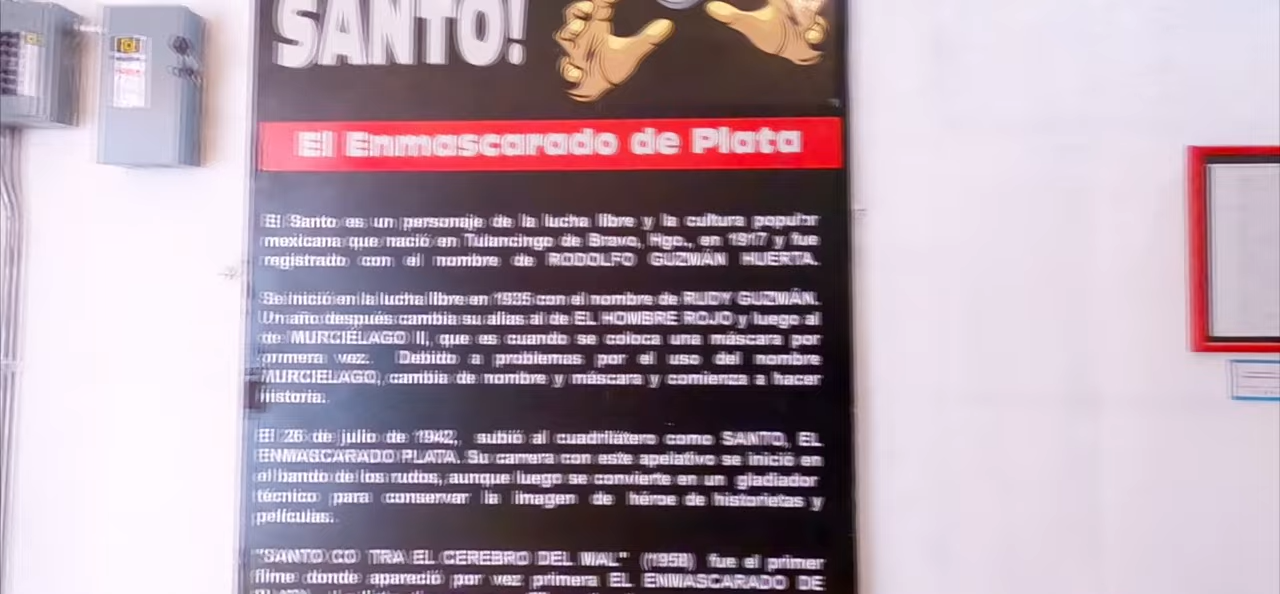 SANTO!
El Enmascarado de Plata
El Santo es un personaje de la lucha libre y la cultura popular
mexicana que nació en Tulancingo de Bravo, Hgo., en 1917 y fue
registrado con el nombre de RODOLFO GUZMÁN HUERTA.
Se inició en la lucha libre en 1935 con el nombre de RUDY GUZMÁN.
Un año después cambia su alias al de EL HOMBRE ROJO y luego al
de MURCIÉLAGO II, que es cuando se coloca una máscara por
primera vez. Debido a problemas por el uso del nombre
MURCIELAGO, cambia de nombre y máscara y comienza a hacer
historia.
El 26 de julio de 1942, subió al cuadrilátero como SANTO, EL
ENMASCARADO PLATA. Su carrera con este apelativo se inició en
el bando de los rudos, aunque luego se convierte en un gladiador
técnico para conservar la imagen de héroe de historietas y
películas.
"SANTO CO TRA EL CEREBRO DEL MAL" (1958) fue el primer
filme donde apareció por vez primera EL ENMASCARADO DE